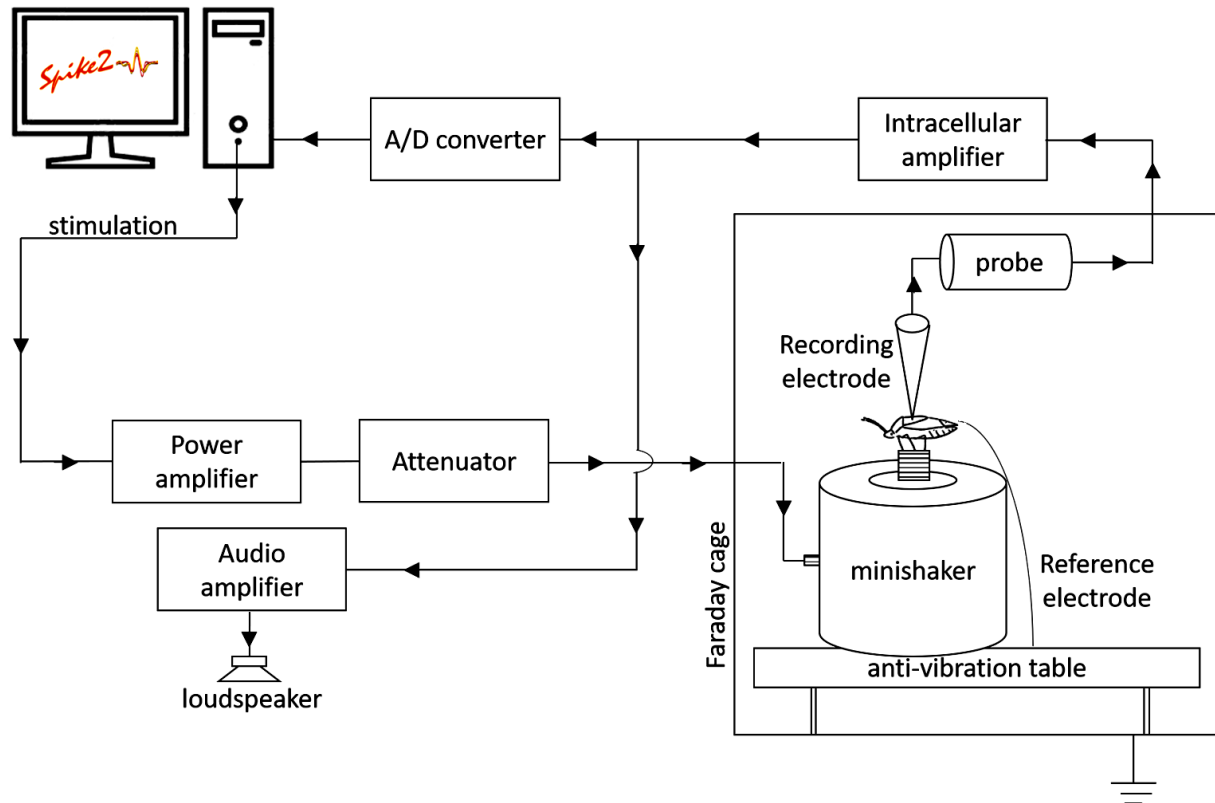 Spike2
A/D converter
Intracellular
amplifier
stimulation
probe
Recording
electrode
Power
amplifier
Attenuator
Audio
amplifier
loudspeaker
Faraday cage
minishaker
Reference
electrode
anti-vibration table